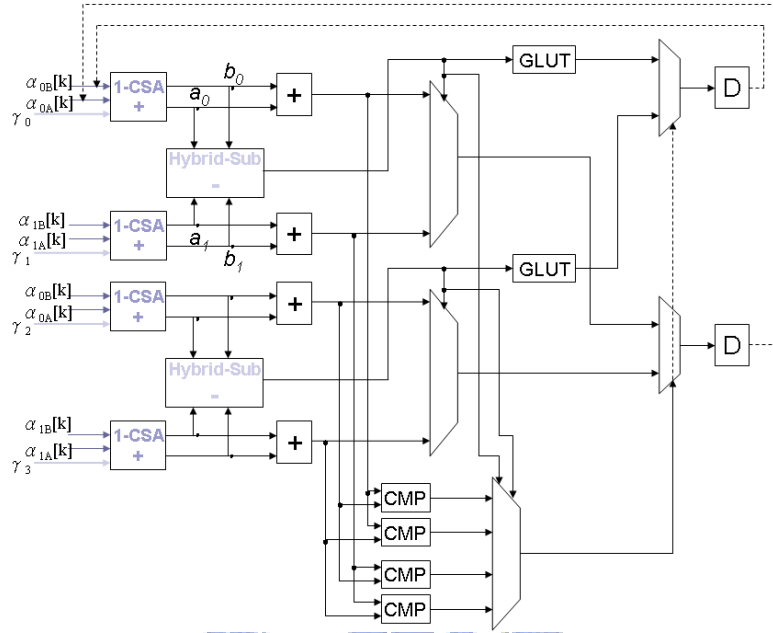 α0B[k]
α0A[k]
γ0
1-CSA
+
b0
a0
+
GLUT
D
Hybrid-Sub
-
α1B[k]
α1A[k]
γ1
1-CSA
+
a1
b1
+
GLUT
α0B[k]
α0A[k]
γ2
1-CSA
+
+
D
Hybrid-Sub
-
α1B[k]
α1A[k]
γ3
1-CSA
+
+
CMP
CMP
CMP
CMP